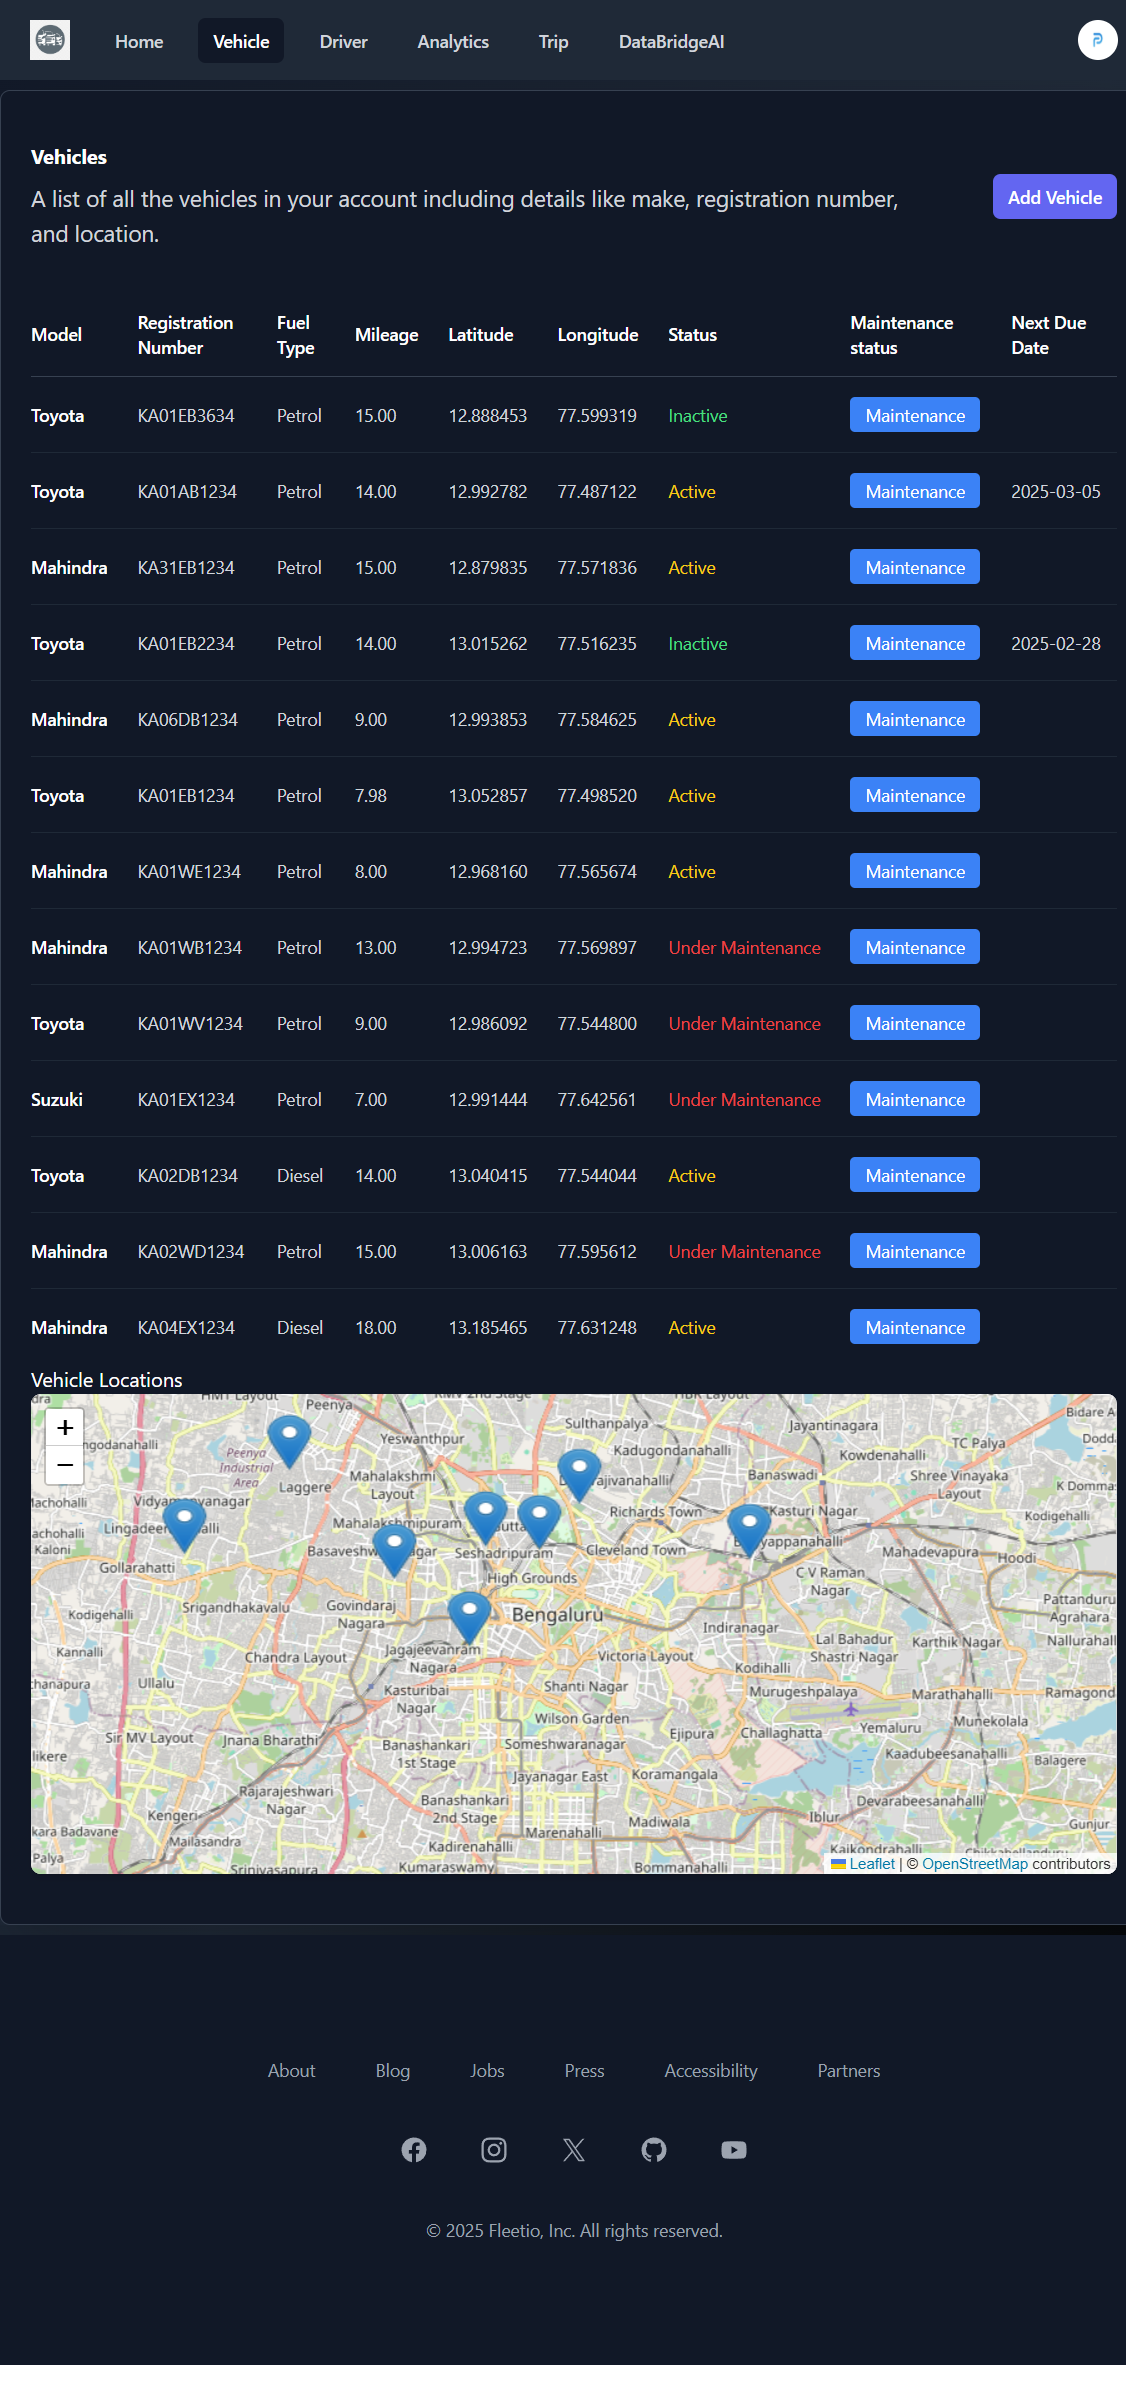 Home Vehicle Driver Analytics Trip DataBridgeAI
Vehicles
A list of all the vehicles in your account including details like make, registration number,
and location.
Add Vehicle
Model Registration Number Fuel Type Mileage Latitude Longitude Status Maintenance status Next Due Date
Toyota KA01EB3634 Petrol 15.00 12.888453 77.599319 Inactive Maintenance
Toyota KA01AB1234 Petrol 14.00 12.992782 77.487122 Active Maintenance 2025-03-05
Mahindra KA31EB1234 Petrol 15.00 12.879835 77.571836 Active Maintenance
Toyota KA01EB2234 Petrol 14.00 13.015262 77.516235 Inactive Maintenance 2025-02-28
Mahindra KA06DB1234 Petrol 9.00 12.993853 77.584625 Active Maintenance
Toyota KA01EB1234 Petrol 7.98 13.052857 77.498520 Active Maintenance
Mahindra KA01WE1234 Petrol 8.00 12.968160 77.565674 Active Maintenance
Mahindra KA01WB1234 Petrol 13.00 12.994723 77.569897 Under Maintenance Maintenance
Toyota KA01WV1234 Petrol 9.00 12.986092 77.544800 Under Maintenance Maintenance
Suzuki KA01EX1234 Petrol 7.00 12.991444 77.642561 Under Maintenance Maintenance
Toyota KA02DB1234 Diesel 14.00 13.040415 77.544044 Active Maintenance
Mahindra KA02WD1234 Petrol 15.00 13.006163 77.595612 Under Maintenance Maintenance
Mahindra KA04EX1234 Diesel 18.00 13.185465 77.631248 Active Maintenance
Vehicle Locations
+
−
HMT Layout
Peenya
Yeswanthpur
Sulthanpalya
HBR Layout
Jayantinagara
Bidare A
Kadugondanahalli
Kowdenahalli
TC Palya
Peenya
Industrial
Area
Laggere
Mahalakshmi
Layout
Banaswadi
Shree Vinayaka
Layout
K Dommas
Richards Town
Kasturi Nagar
Kodigehalli
Mahalakshmipuram
Seshadripuram
Cleveland Town
Mahadevapura
Hoodi
Gollarahatti
High Grounds
C V Raman
Nagar
Kodigehalli
Srigandhakavalu
Govindaraj
Nagara
Bengaluru
Indiranagar
Pattanduru
Agrahara
Kannalli
Chandra Layout
Jagajeevanram
Nagara
Victoria Layout
Lal Bahadur
Shastri Nagar
Karthik Nagar
Nallurahall
Kodihalli
Ullalu
Kasturibai
Nagar
Shanti Nagar
Murugeshpalaya
Marathahalli
Ramagond
Sir MV Layout
Jnana Bharathi
Wilson Garden
Someshwaranagar
Ejipura
Challaghatta
Yemaluru
Munekolala
Banashankari
1st Stage
Kaadubeesanahalli
Balagere
Jayanagar East
Koramangala
Rajarajeshwari
Nagar
Banashankari
2nd Stage
Devarabeesanahalli
Kengeri
Madiwala
Iblur
Gunjur
kara Badavane
Mailasandra
Marenahalli
Kadirenahalli
Kaikondrahalli
Palya
Srinivasapura
Kumaraswamy
Bommanahalli
Leaflet | © OpenStreetMap contributors
About Blog Jobs Press Accessibility Partners
© 2025 Fleetio, Inc. All rights reserved.